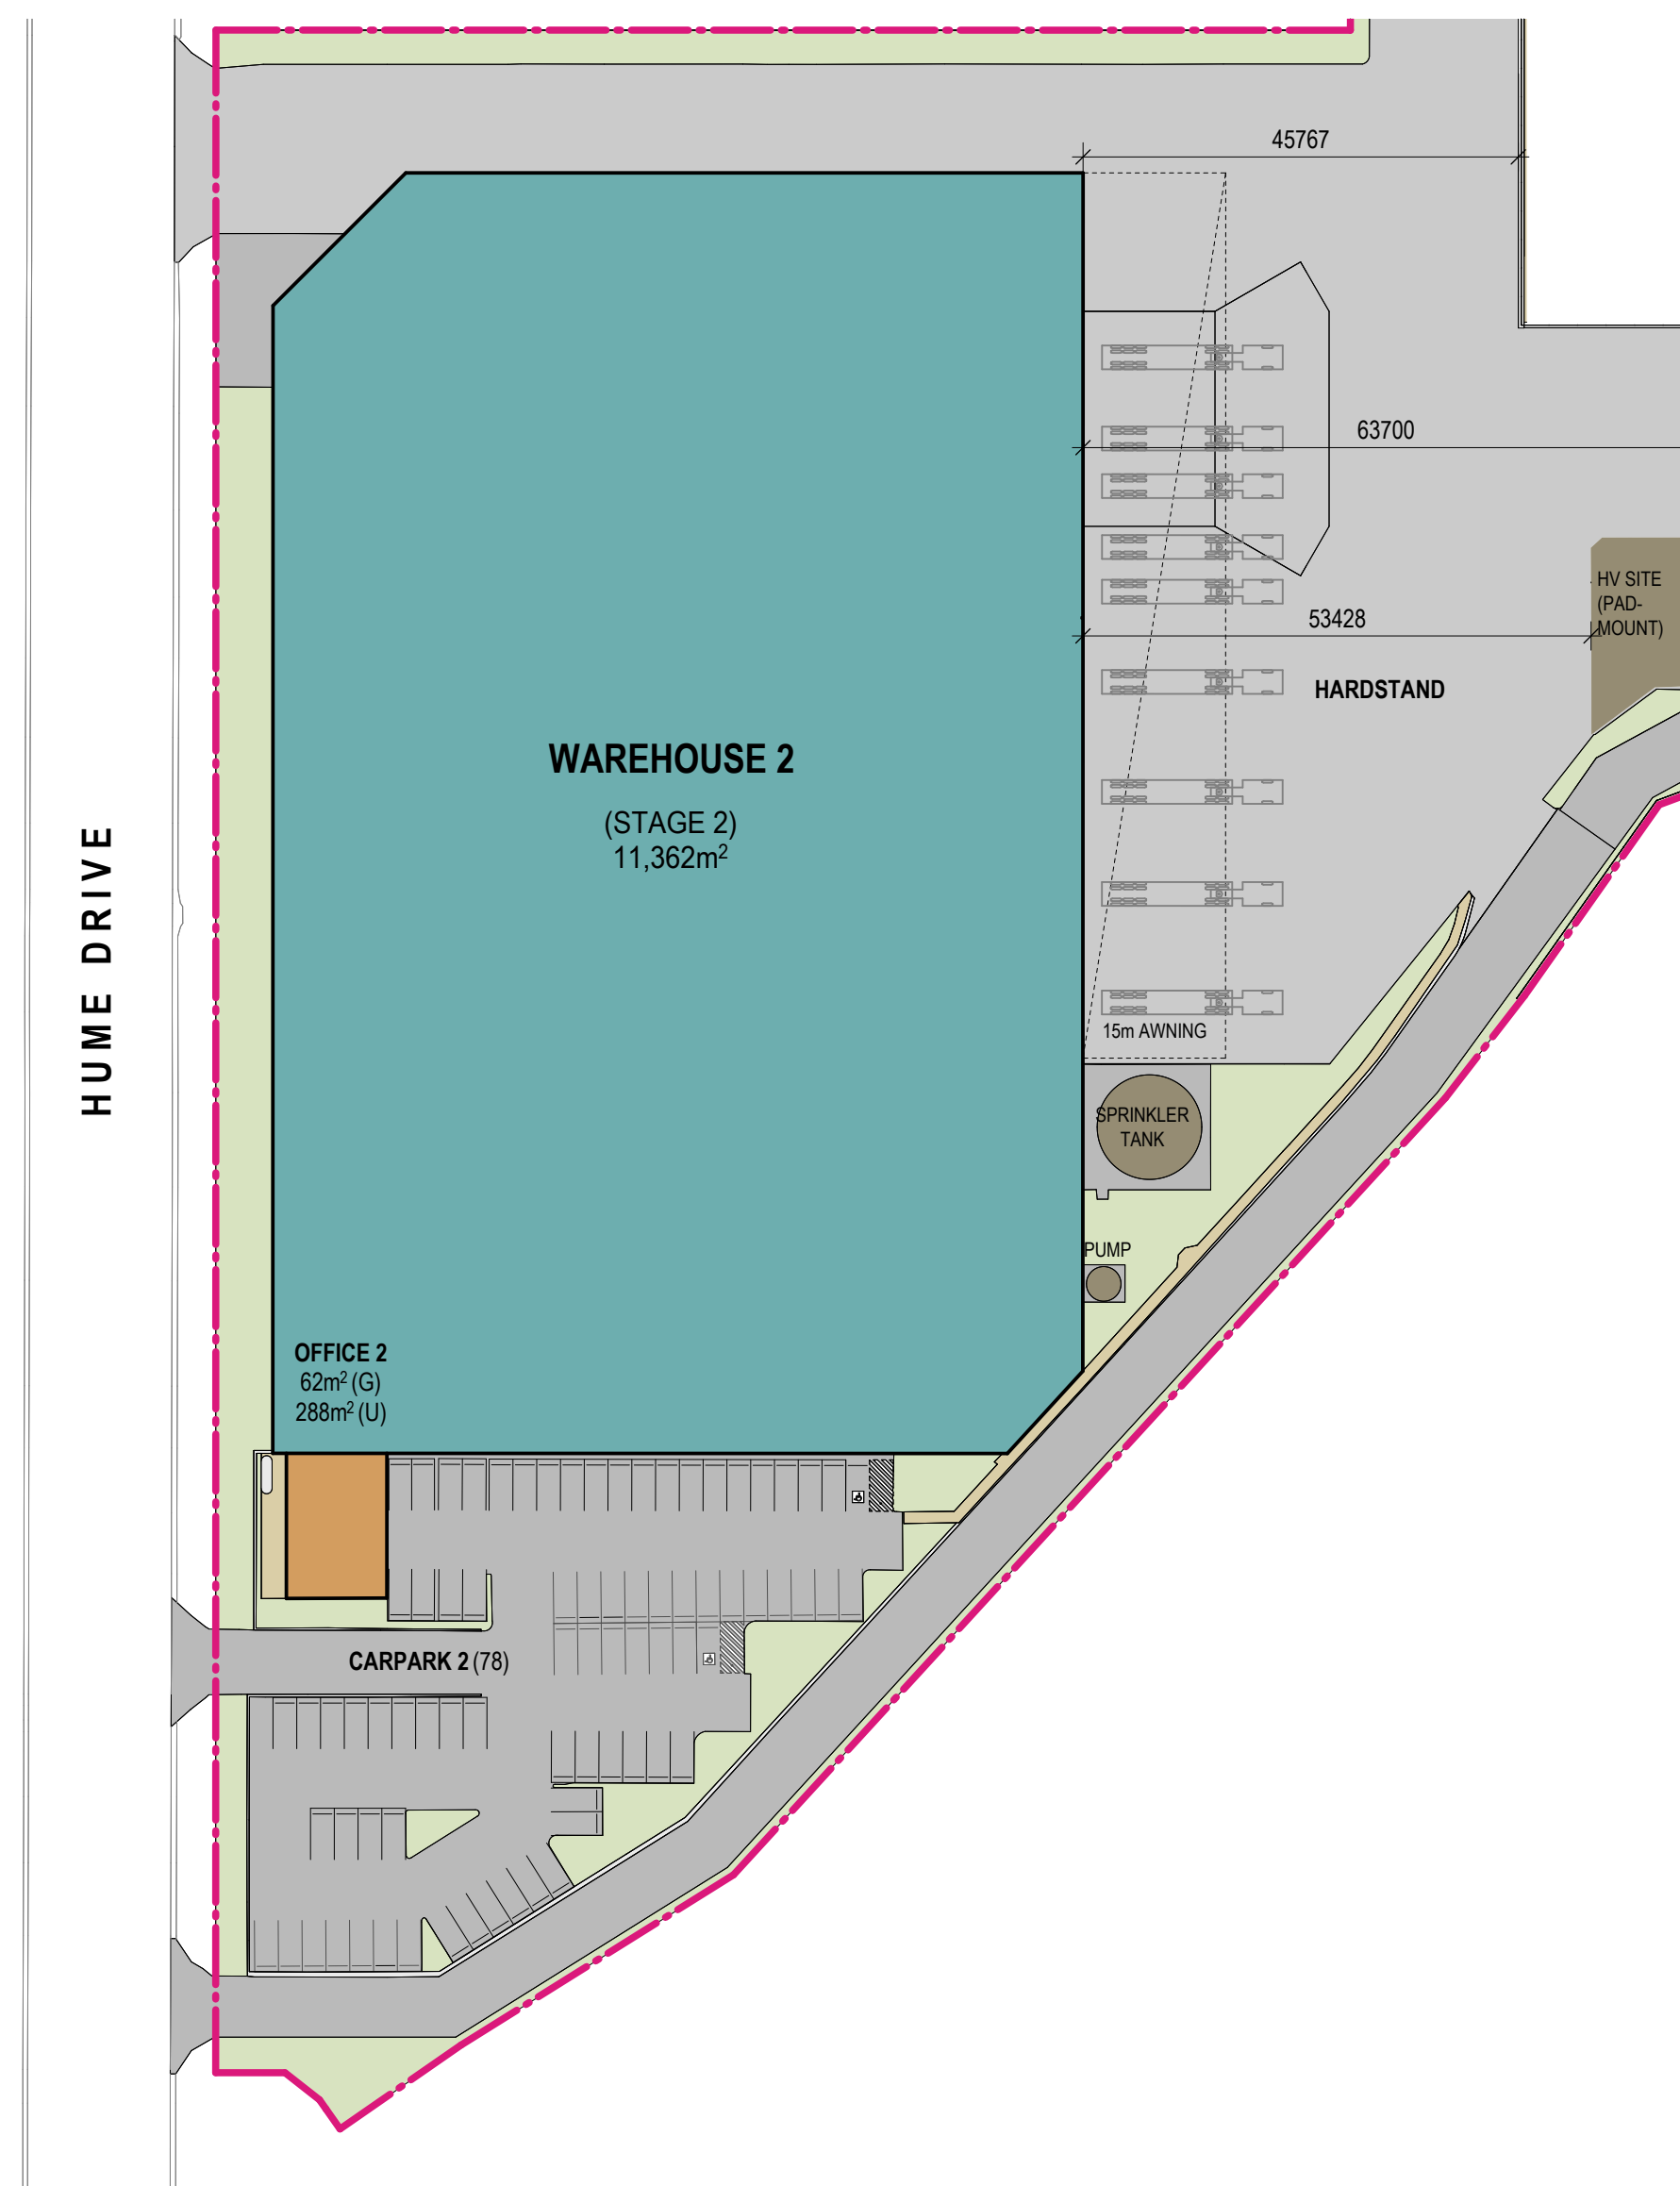 45767
63700
HV SITE
(PAD-
MOUNT)
53428
HARDSTAND
WAREHOUSE 2
(STAGE 2)
11,362m²
HUME DRIVE
15m AWNING
SPRINKLER
TANK
PUMP
OFFICE 2
62m² (G)
288m² (U)
CARPARK 2 (78)